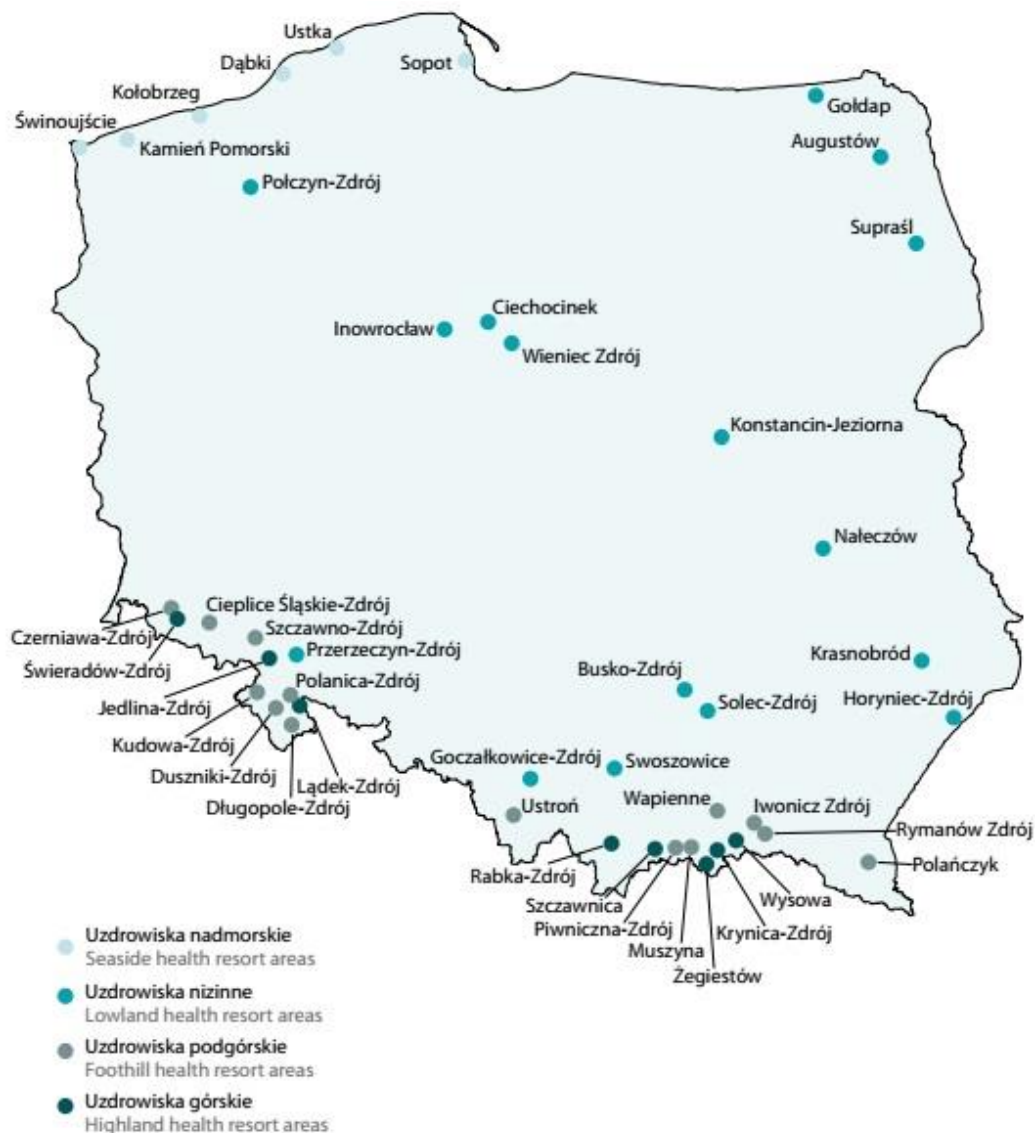 Ustka
Dąbki
Sopot
Kołobrzeg
Gołdap
Świnoujście
Kamień Pomorski
Augustów
Połczyn-Zdrój
Supraśl
Ciechocinek
Inowrocław
Wieniec Zdrój
Konstancin-Jeziorna
Nałeczów
Cieplice Śląskie-Zdrój
Czerniawa-Zdrój
Szczawno-Zdrój
Świeradów-Zdrój
Przerzeczyn-Zdrój
Krasnobród
Busko-Zdrój
Polanica-Zdrój
Jedlina-Zdrój
Solec-Zdrój
Horyniec-Zdrój
Kudowa-Zdrój
Duszniki-Zdrój
Lądek-Zdrój
Długopole-Zdrój
Goczałkowice-Zdrój
Swoszowice
Ustroń
Wapienne
Iwonicz Zdrój
Rymanów Zdrój
Polańczyk
Rabka-Zdrój
Wysowa
Szczawnica
Piwniczna-Zdrój
Krynica-Zdrój
Muszyna
Żegiestów
Uzdrowiska nadmorskie
Seaside health resort areas
Uzdrowiska nizinne
Lowland health resort areas
Uzdrowiska podgórskie
Foothill health resort areas
Uzdrowiska górskie
Highland health resort areas